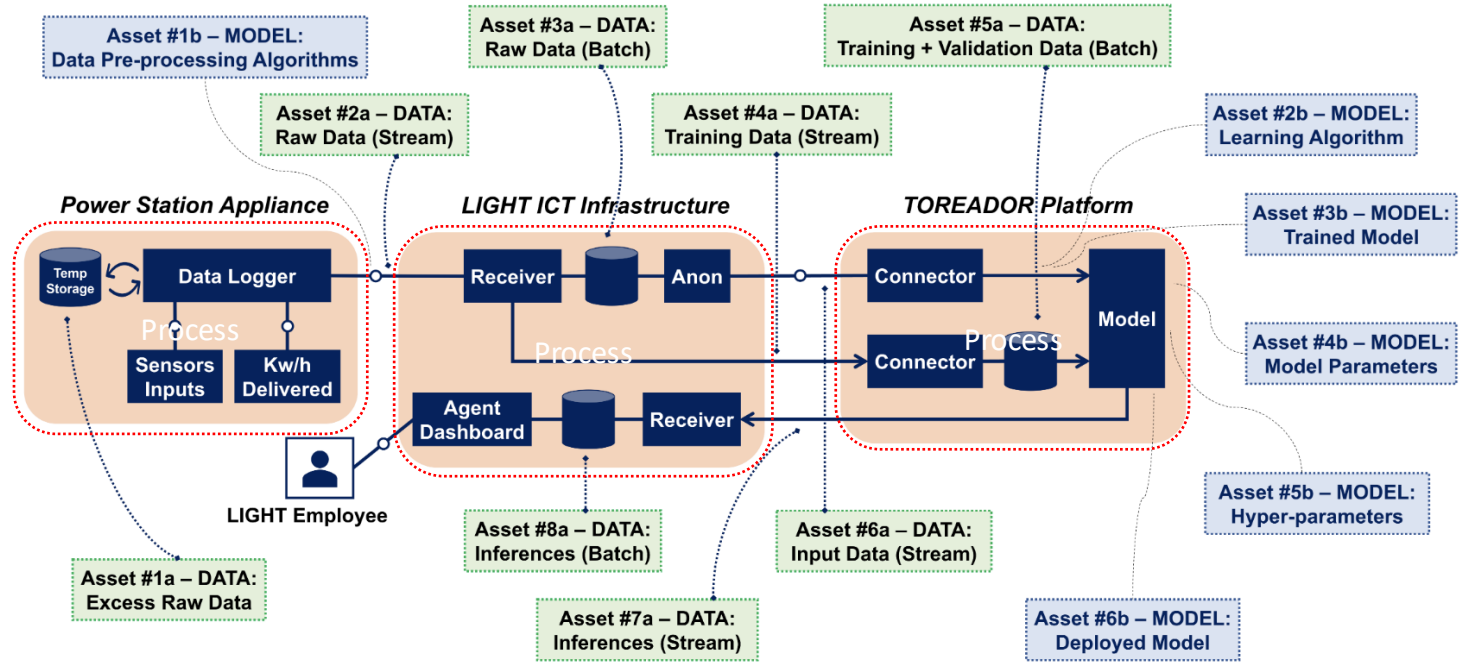 Asset #1b – MODEL:
Data Pre-processing Algorithms
Asset #3a – DATA:
Raw Data (Batch)
Asset #5a – DATA:
Training + Validation Data (Batch)
Asset #2a – DATA:
Raw Data (Stream)
Asset #4a – DATA:
Training Data (Stream)
Asset #2b – MODEL:
Learning Algorithm
Power Station Appliance
LIGHT ICT Infrastructure
TOREADOR Platform
Asset #3b – MODEL:
Trained Model
Temp
Storage
Data Logger
Receiver
Anon
Connector
Model
Process
Process
Process
Sensors
Inputs
Kw/h
Delivered
Connector
Asset #4b – MODEL:
Model Parameters
Agent
Dashboard
Receiver
LIGHT Employee
Asset #8a – DATA:
Inferences (Batch)
Asset #6a – DATA:
Input Data (Stream)
Asset #5b – MODEL:
Hyper-parameters
Asset #1a – DATA:
Excess Raw Data
Asset #7a – DATA:
Inferences (Stream)
Asset #6b – MODEL:
Deployed Model